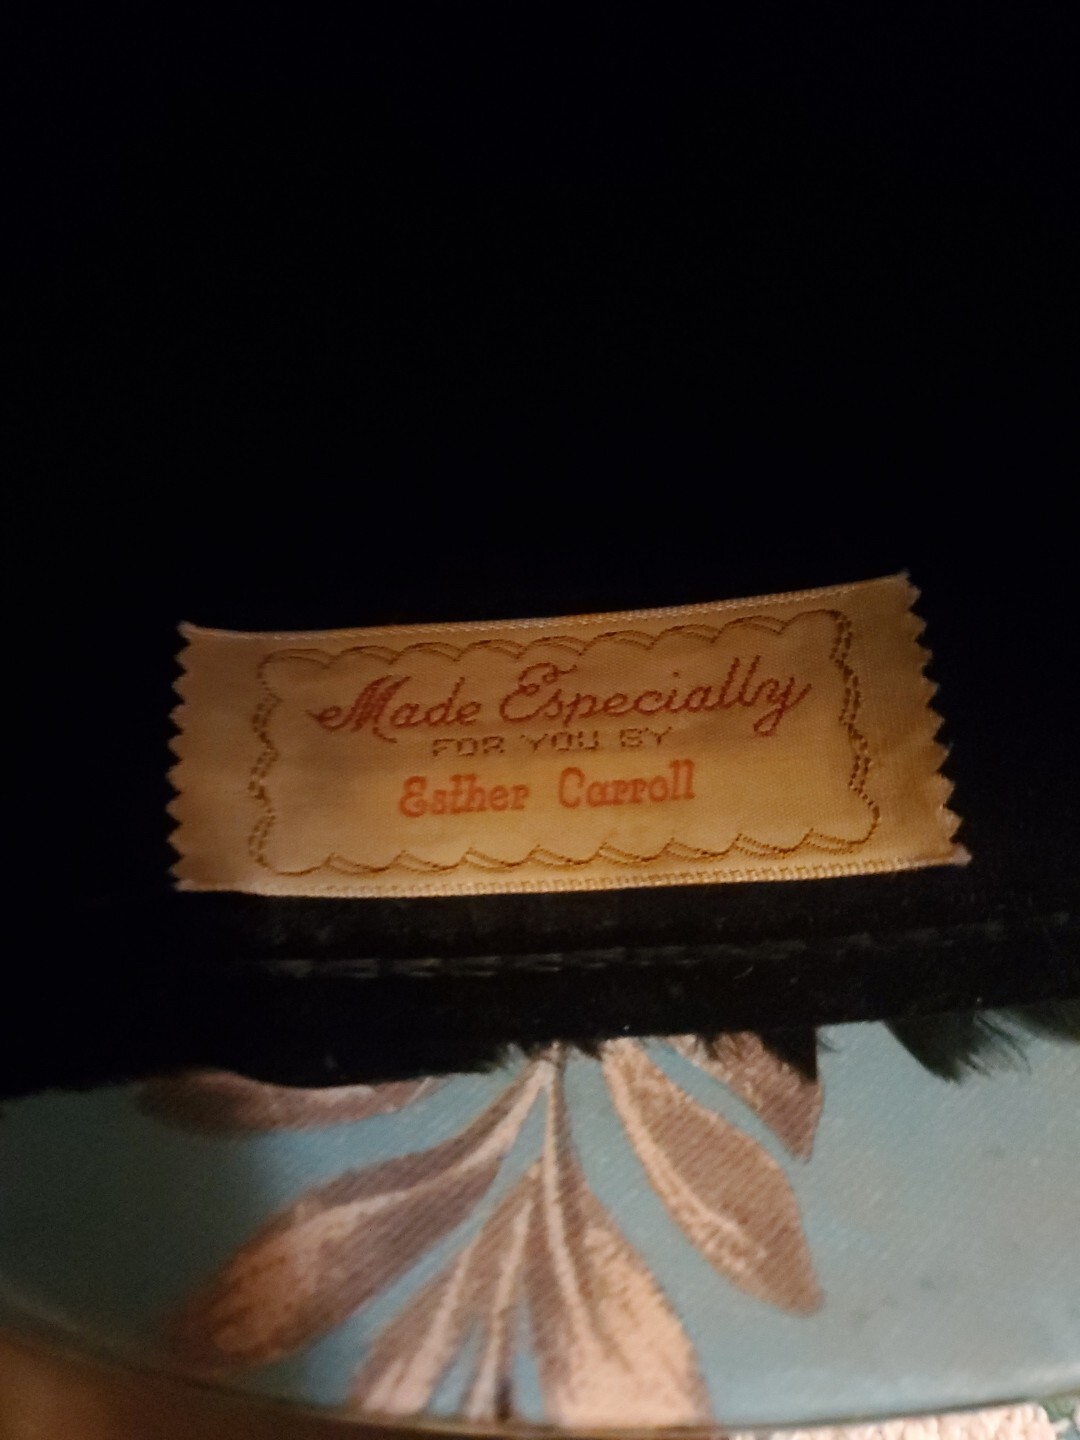 Made Especially
FOR YOU BY
Esther Carroll